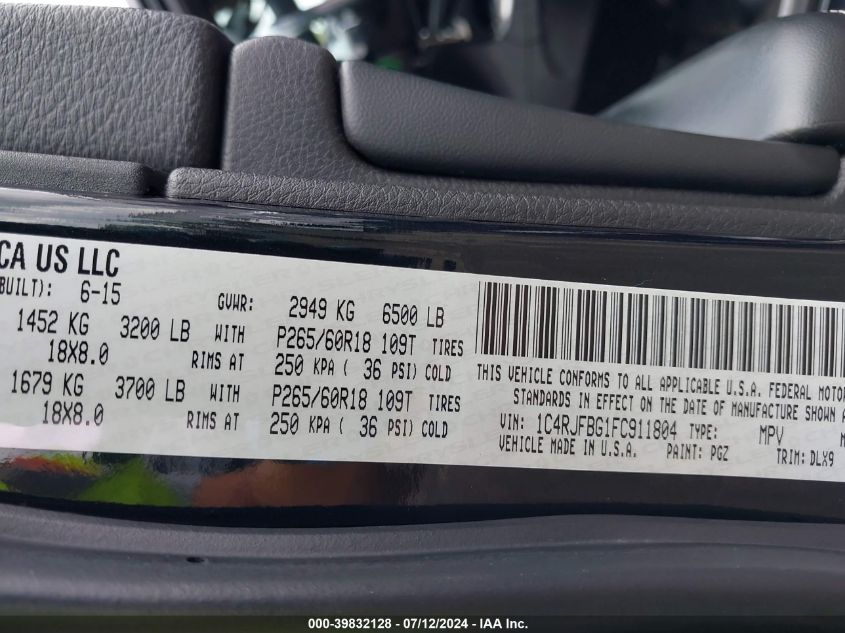 CA US LLC
BUILT): 6-15 GVWR: 2949 KG 6500 LB
1452 KG 3200 LB WITH P265/60R18 109T TIRES
18X8.0 RIMS AT 250 KPA ( 36 PSI) COLD
1679 KG 3700 LB WITH P265/60R18 109T TIRES
18X8.0 RIMS AT 250 KPA ( 36 PSI) COLD
THIS VEHICLE CONFORMS TO ALL APPLICABLE U.S.A. FEDERAL MOTOR
STANDARDS IN EFFECT ON THE DATE OF MANUFACTURE SHOWN A
VIN: 1C4RJFBG1FC911804 TYPE: MPV
VEHICLE MADE IN U.S.A. PAINT: PGZ TRIM: DLX9
000-39832128 - 07/12/2024 - IAA Inc.